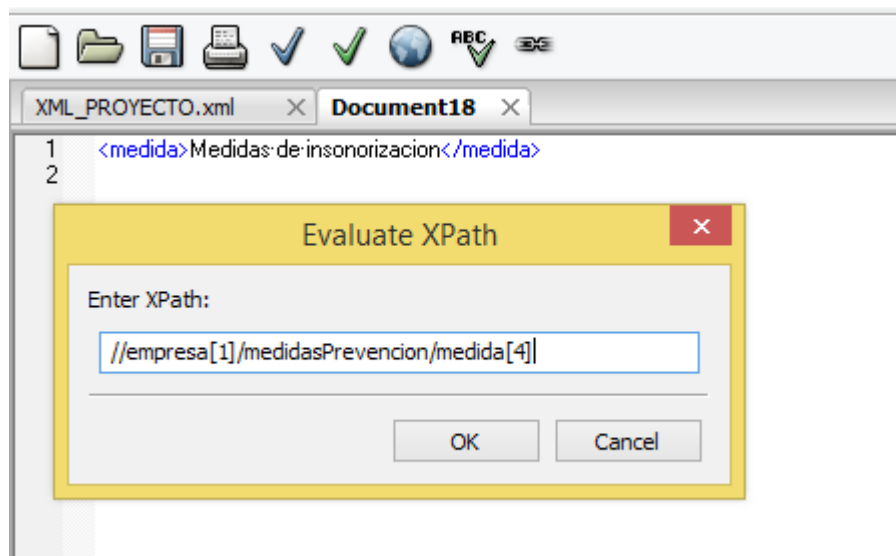 ABC
XML_PROYECTO.xml × Document18 ×
1 <medida>Medidas·de·insonorizacion</medida>
2
Evaluate XPath ×
Enter XPath:
//empresa[1]/medidasPrevencion/medida[4]
OK Cancel